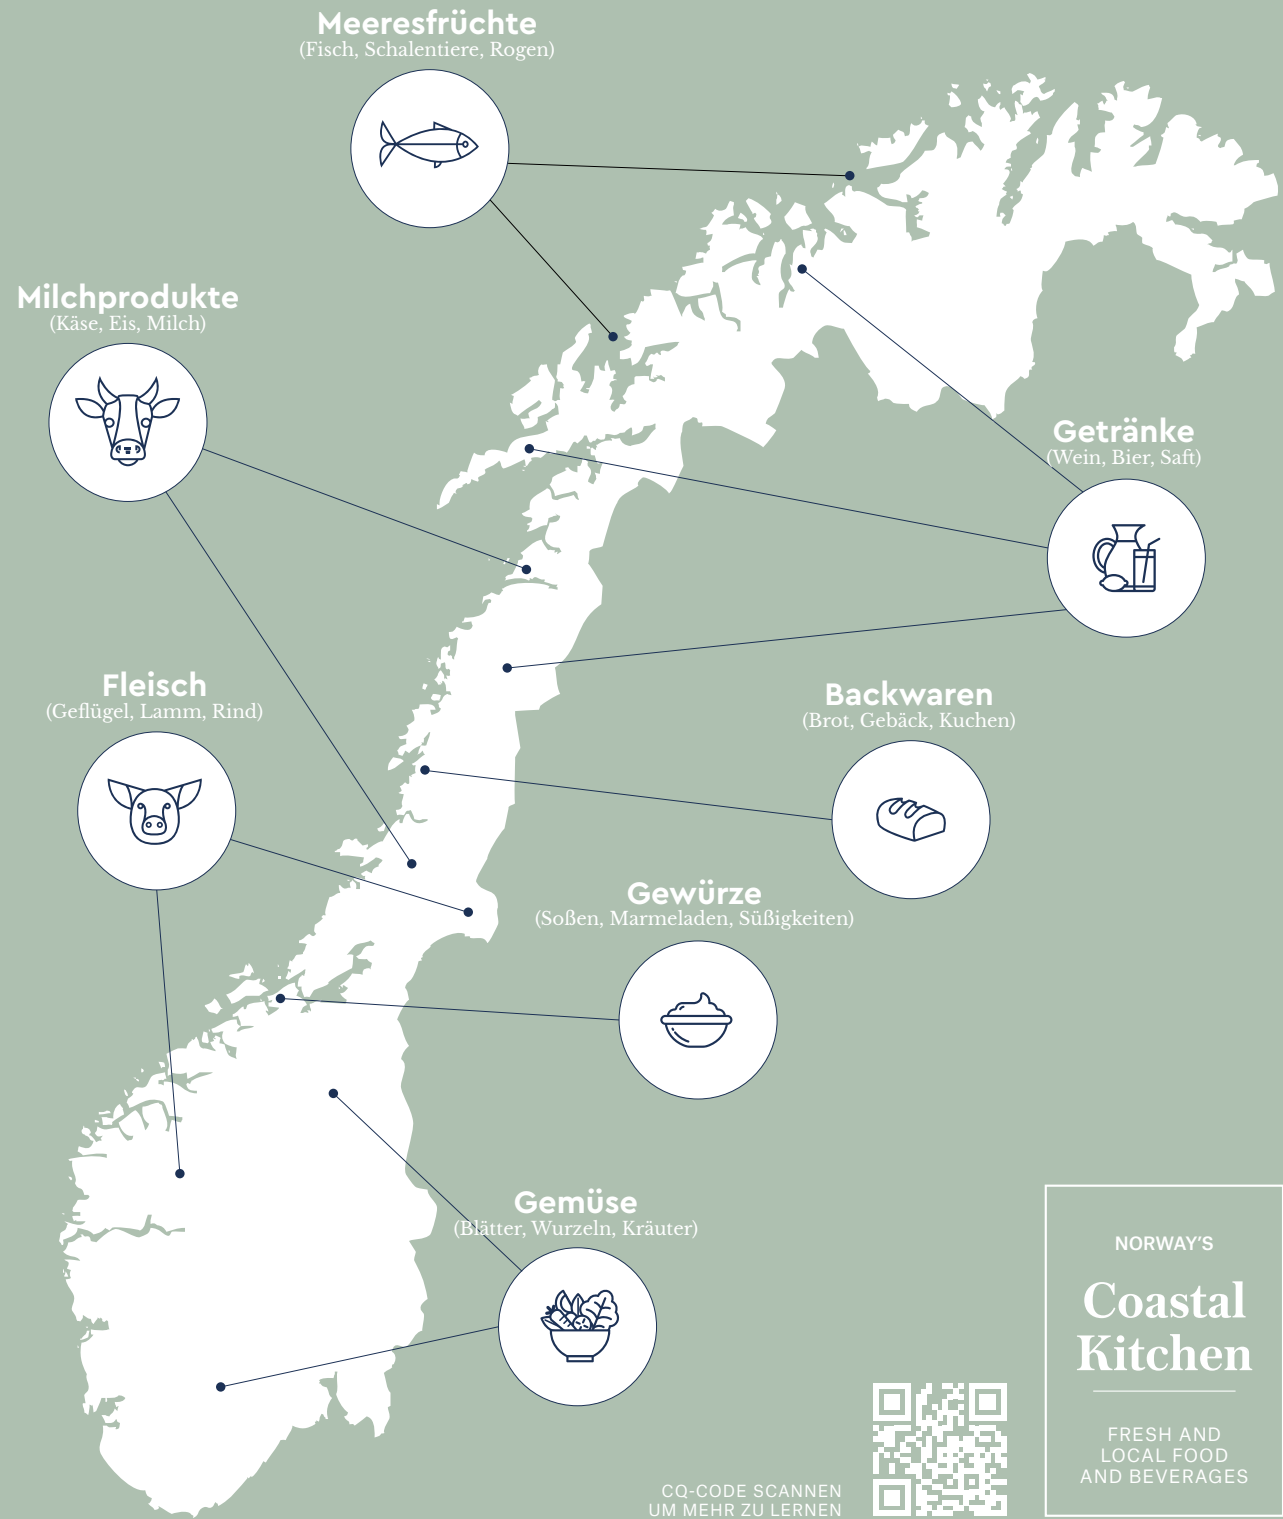 Meeresfrüchte
(Fisch, Schalentiere, Rogen)
Milchprodukte
(Käse, Eis, Milch)
Getränke
(Wein, Bier, Saft)
Fleisch
(Geflügel, Lamm, Rind)
Backwaren
(Brot, Gebäck, Kuchen)
Gewürze
(Soßen, Marmeladen, Süßigkeiten)
Gemüse
(Blätter, Wurzeln, Kräuter)
NORWAY'S
Coastal
Kitchen
FRESH AND
LOCAL FOOD
AND BEVERAGES
CQ-CODE SCANNEN
UM MEHR ZU LERNEN